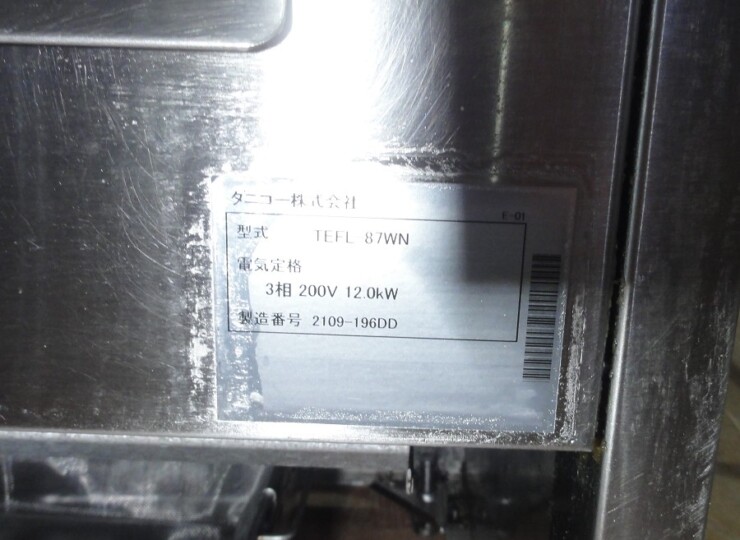 タニコー株式会社
E-01
型式 TEFL 87WN
電気定格
3相 200V 12.0kW
製造番号 2109-196DD